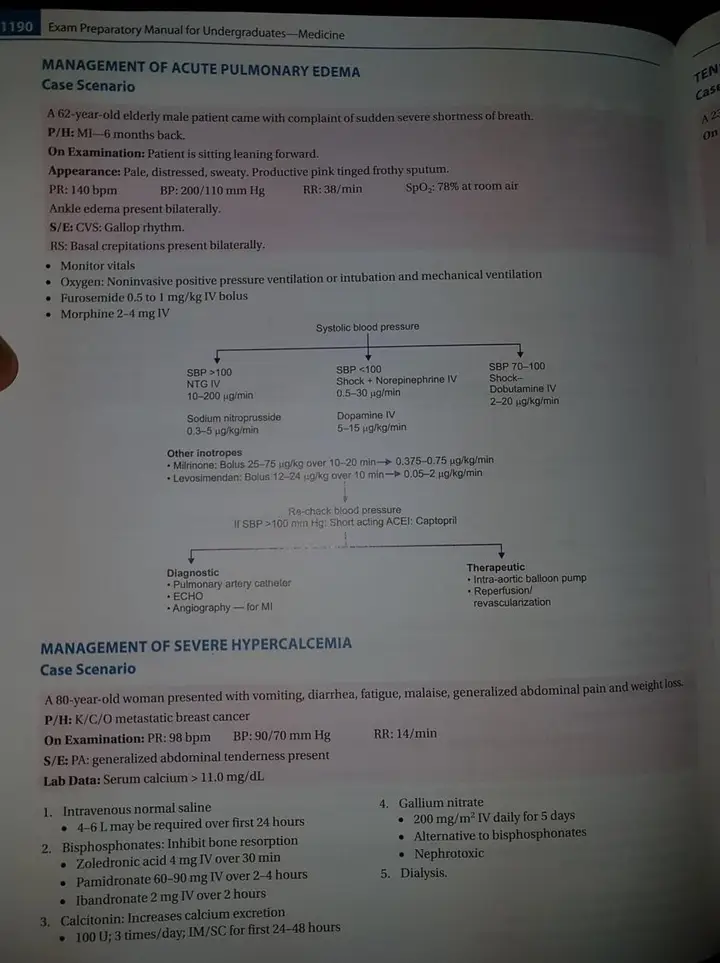 1190 Exam Preparatory Manual for Undergraduates—Medicine
MANAGEMENT OF ACUTE PULMONARY EDEMA
Case Scenario
A 62-year-old elderly male patient came with complaint of sudden severe shortness of breath.
P/H: MI—6 months back.
On Examination: Patient is sitting leaning forward.
Appearance: Pale, distressed, sweaty. Productive pink tinged frothy sputum.
PR: 140 bpm BP: 200/110 mm Hg RR: 38/min SpO₂: 78% at room air
Ankle edema present bilaterally.
S/E: CVS: Gallop rhythm.
RS: Basal crepitations present bilaterally.
• Monitor vitals
• Oxygen: Noninvasive positive pressure ventilation or intubation and mechanical ventilation
• Furosemide 0.5 to 1 mg/kg IV bolus
• Morphine 2–4 mg IV
Systolic blood pressure
SBP >100
NTG IV
10–200 µg/min
Sodium nitroprusside
0.3–5 µg/kg/min
SBP <100
Shock + Norepinephrine IV
0.5–30 µg/min
Dopamine IV
5–15 µg/kg/min
SBP 70–100
Shock–
Dobutamine IV
2–20 µg/kg/min
Other inotropes
• Milrinone: Bolus 25–75 µg/kg over 10–20 min→ 0.375–0.75 µg/kg/min
• Levosimendan: Bolus 12–24 µg/kg over 10 min→ 0.05–2 µg/kg/min
Re-chack blood pressure
If SBP >100 mm Hg: Short acting ACEI: Captopril
Diagnostic
• Pulmonary artery catheter
• ECHO
• Angiography — for MI
Therapeutic
• Intra-aortic balloon pump
• Reperfusion/
revascularization
MANAGEMENT OF SEVERE HYPERCALCEMIA
Case Scenario
A 80-year-old woman presented with vomiting, diarrhea, fatigue, malaise, generalized abdominal pain and weight loss.
P/H: K/C/O metastatic breast cancer
On Examination: PR: 98 bpm BP: 90/70 mm Hg RR: 14/min
S/E: PA: generalized abdominal tenderness present
Lab Data: Serum calcium > 11.0 mg/dL
1. Intravenous normal saline
• 4–6 L may be required over first 24 hours
2. Bisphosphonates: Inhibit bone resorption
• Zoledronic acid 4 mg IV over 30 min
• Pamidronate 60–90 mg IV over 2–4 hours
• Ibandronate 2 mg IV over 2 hours
3. Calcitonin: Increases calcium excretion
• 100 U; 3 times/day; IM/SC for first 24–48 hours
4. Gallium nitrate
• 200 mg/m² IV daily for 5 days
• Alternative to bisphosphonates
• Nephrotoxic
5. Dialysis.
TEN
Case
On